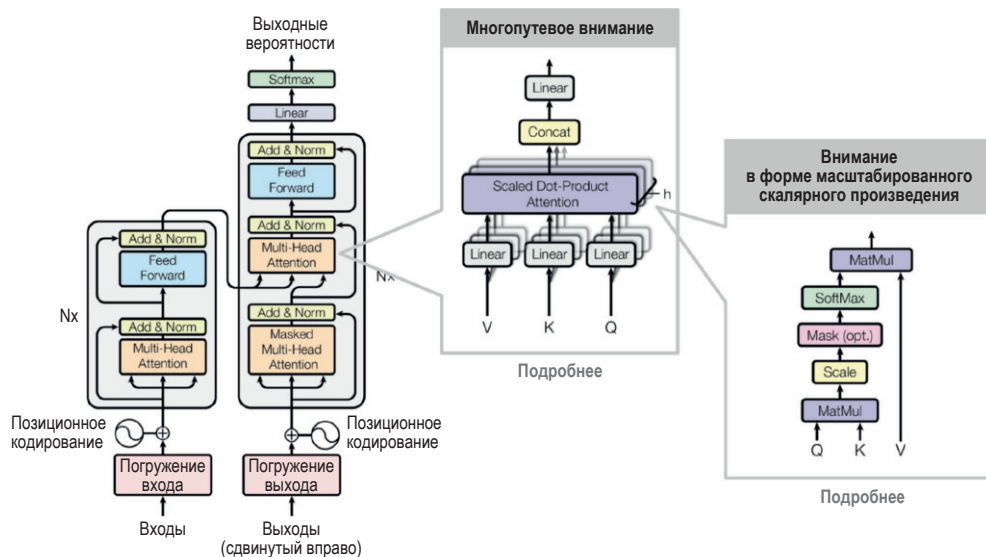 Выходные
вероятности
Softmax
Linear
Add & Norm
Feed
Forward
Add & Norm
Multi-Head
Attention
Nx
Add & Norm
Masked
Multi-Head
Attention
Add & Norm
Feed
Forward
Nx
Add & Norm
Multi-Head
Attention
Позиционное
кодирование
Позиционное
кодирование
Погружение
входа
Погружение
выхода
Входы
Выходы
(сдвинутый вправо)
Многопутевое внимание
Linear
Concat
Scaled Dot-Product
Attention
h
Linear
Linear
Linear
V
K
Q
Подробнее
Внимание
в форме масштабированного
скалярного произведения
MatMul
SoftMax
Mask (opt.)
Scale
MatMul
Q
K
V
Подробнее